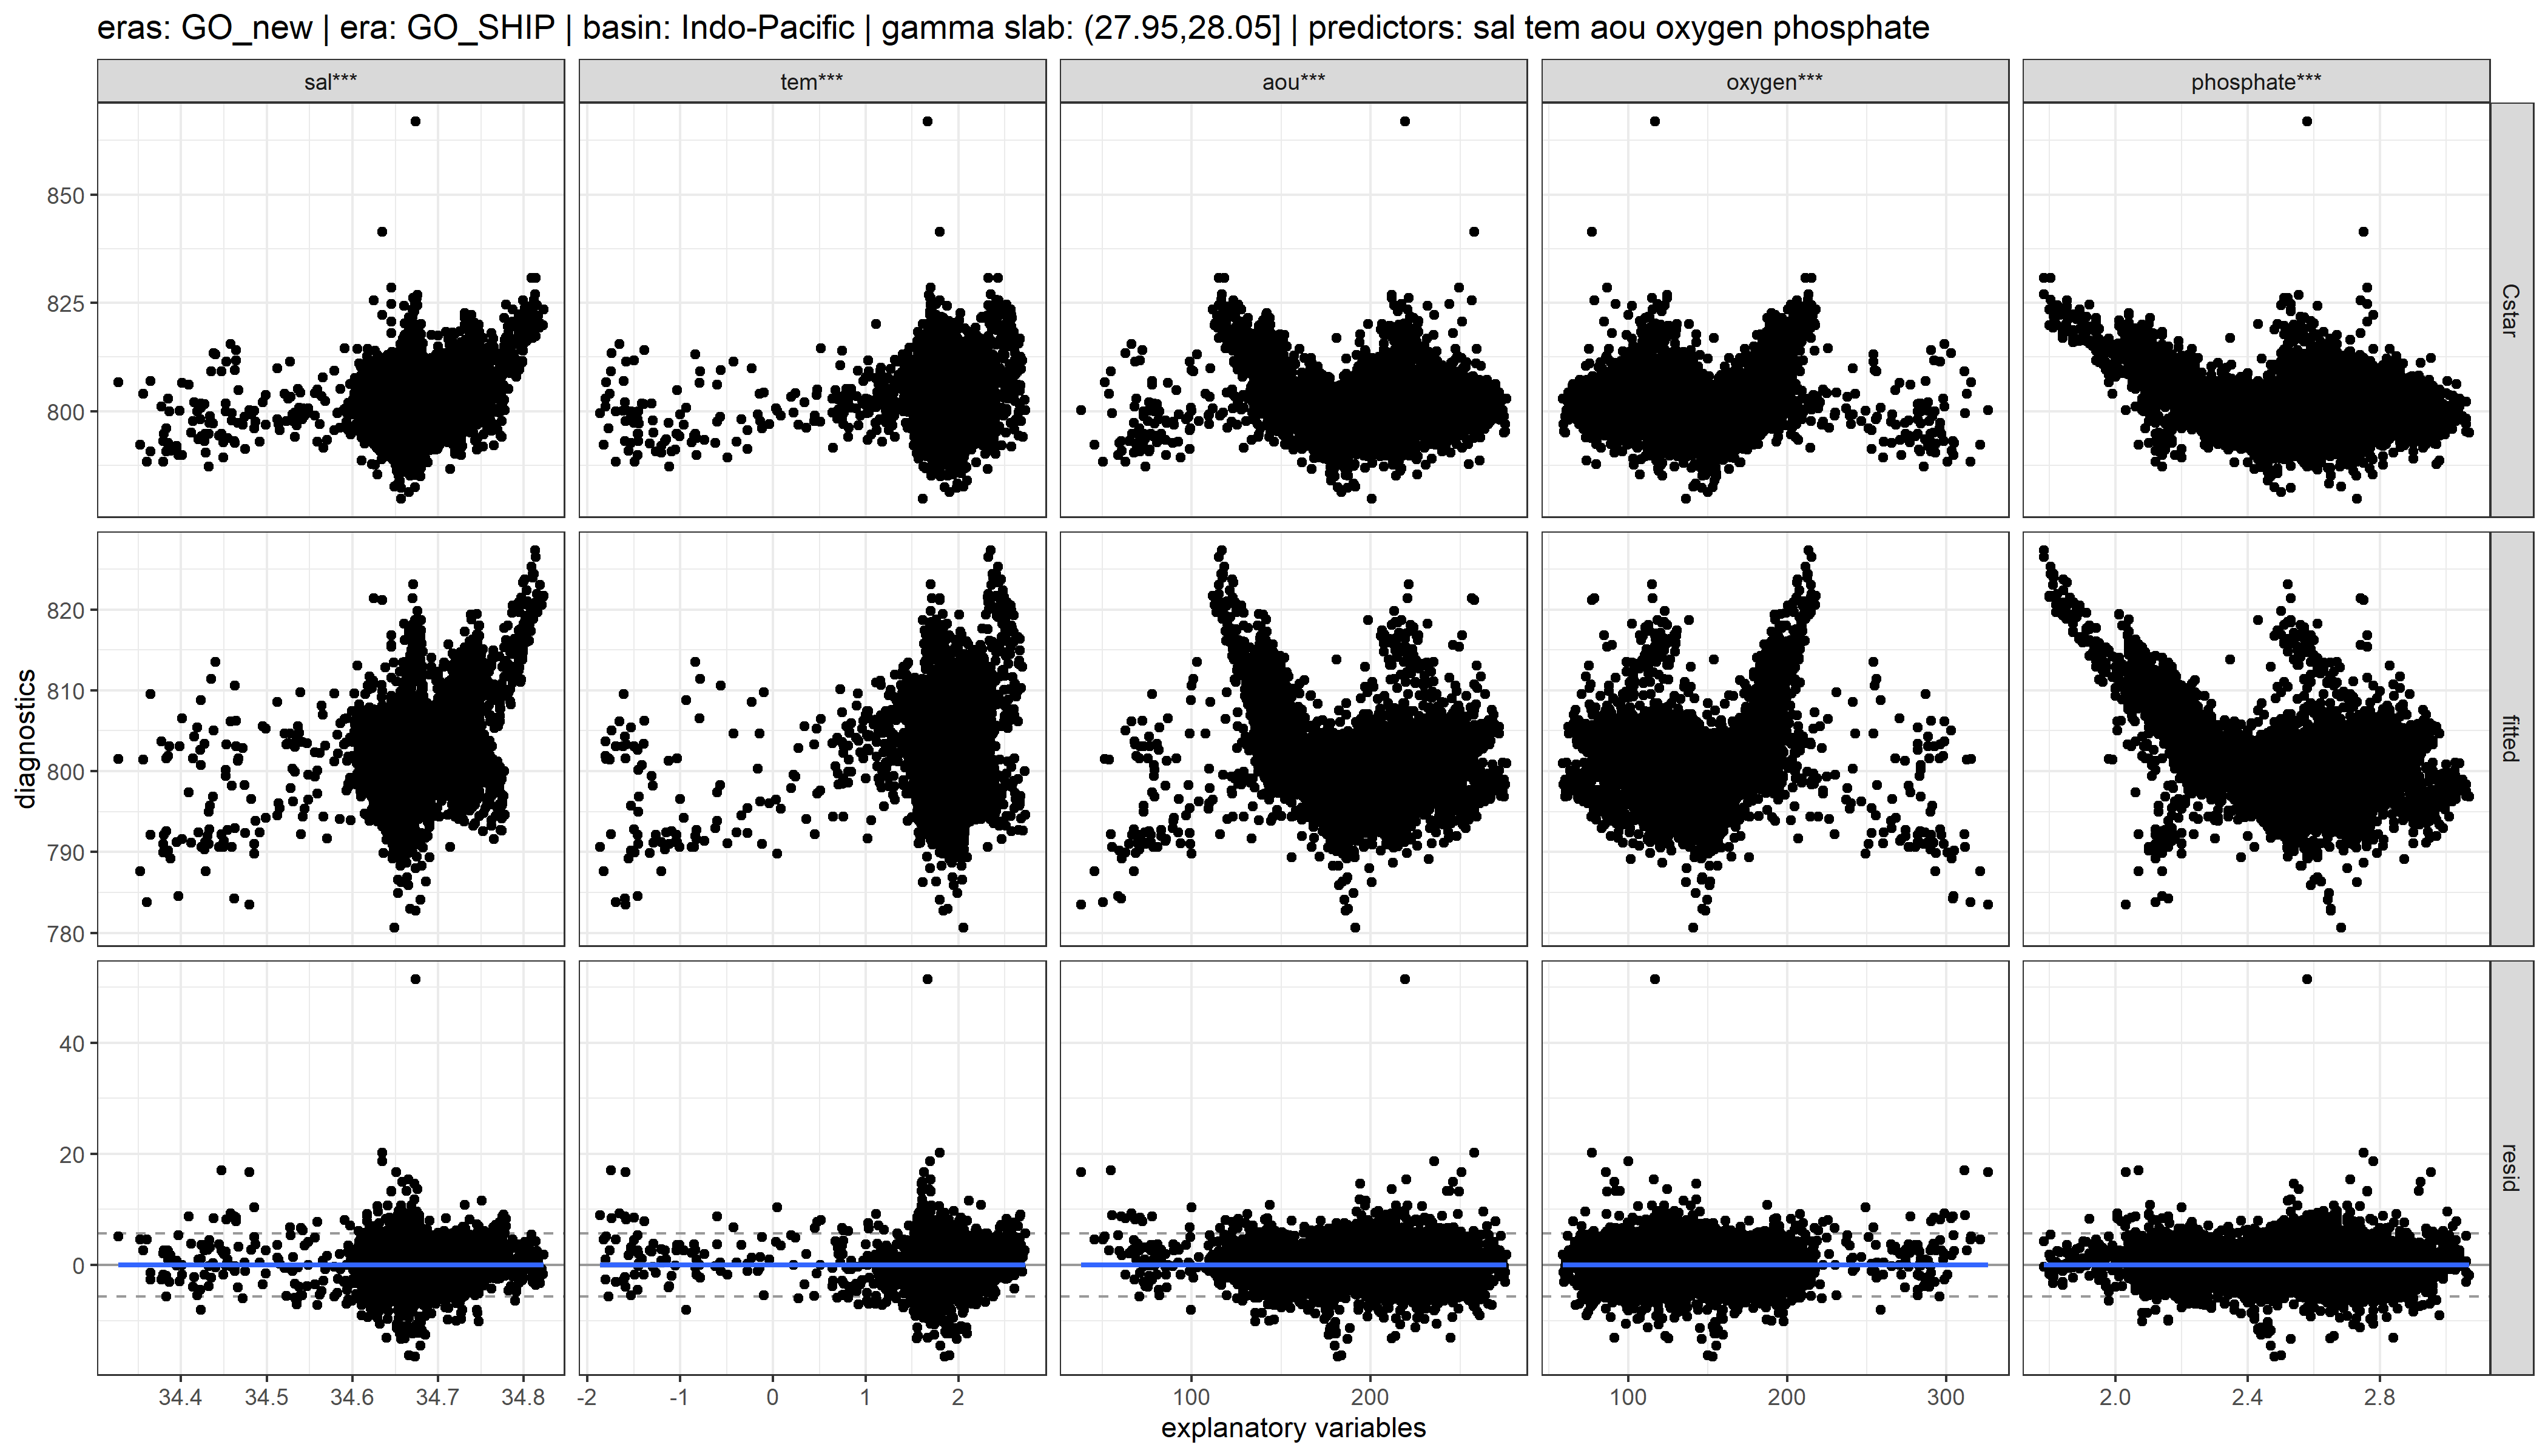 eras: GO_new | era: GO_SHIP | basin: Indo-Pacific | gamma slab: (27.95,28.05] | predictors: sal tem aou oxygen phosphate
sal*** tem*** aou*** oxygen*** phosphate***
850
825
800
Cstar
820
810
800
790
780
fitted
40
20
0
resid
34.4 34.5 34.6 34.7 34.8 -2 -1 0 1 2 100 200 100 200 300 2.0 2.4 2.8
explanatory variables
diagnostics